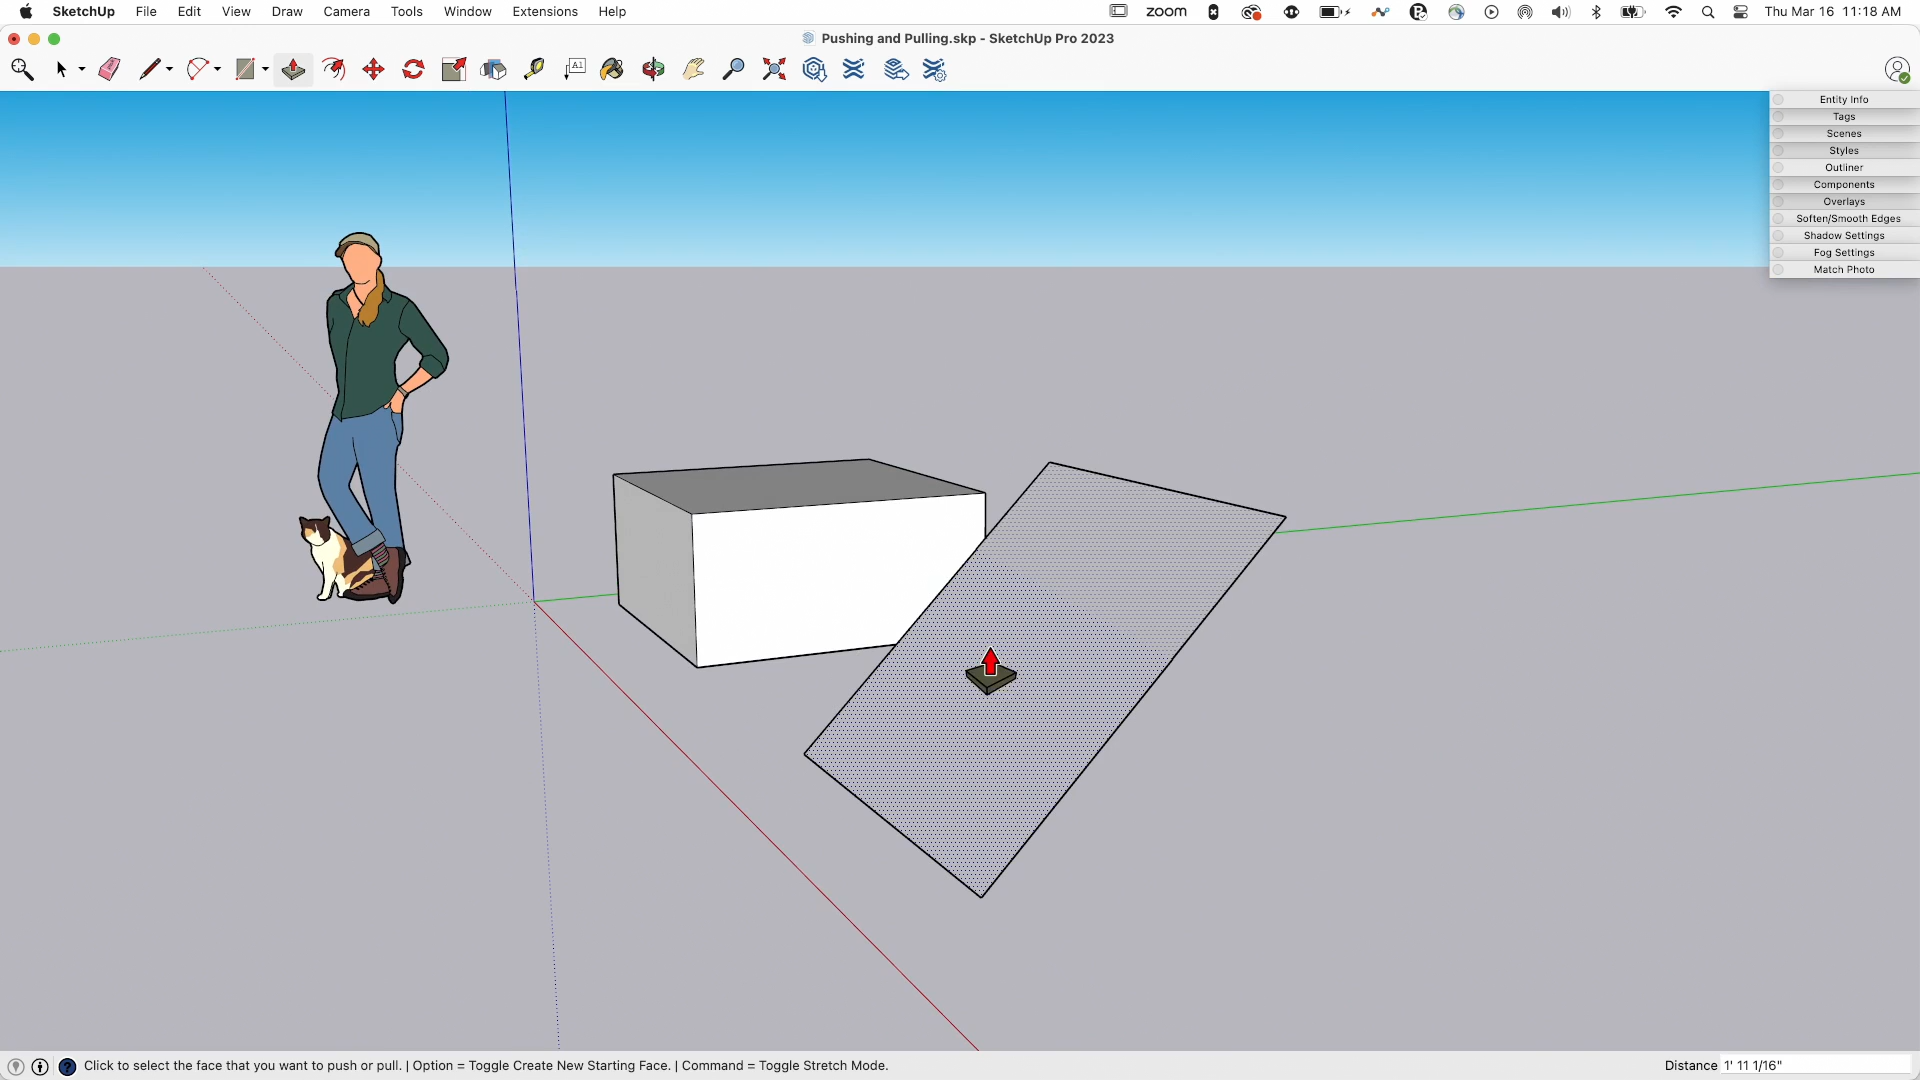 SketchUp File Edit View Draw Camera Tools Window Extensions Help zoom Thu Mar 16 11:18 AM
Pushing and Pulling.skp - SketchUp Pro 2023
A1
Entity Info
Tags
Scenes
Styles
Outliner
Components
Overlays
Soften/Smooth Edges
Shadow Settings
Fog Settings
Match Photo
Click to select the face that you want to push or pull. | Option = Toggle Create New Starting Face. | Command = Toggle Stretch Mode. Distance 1' 11 1/16"